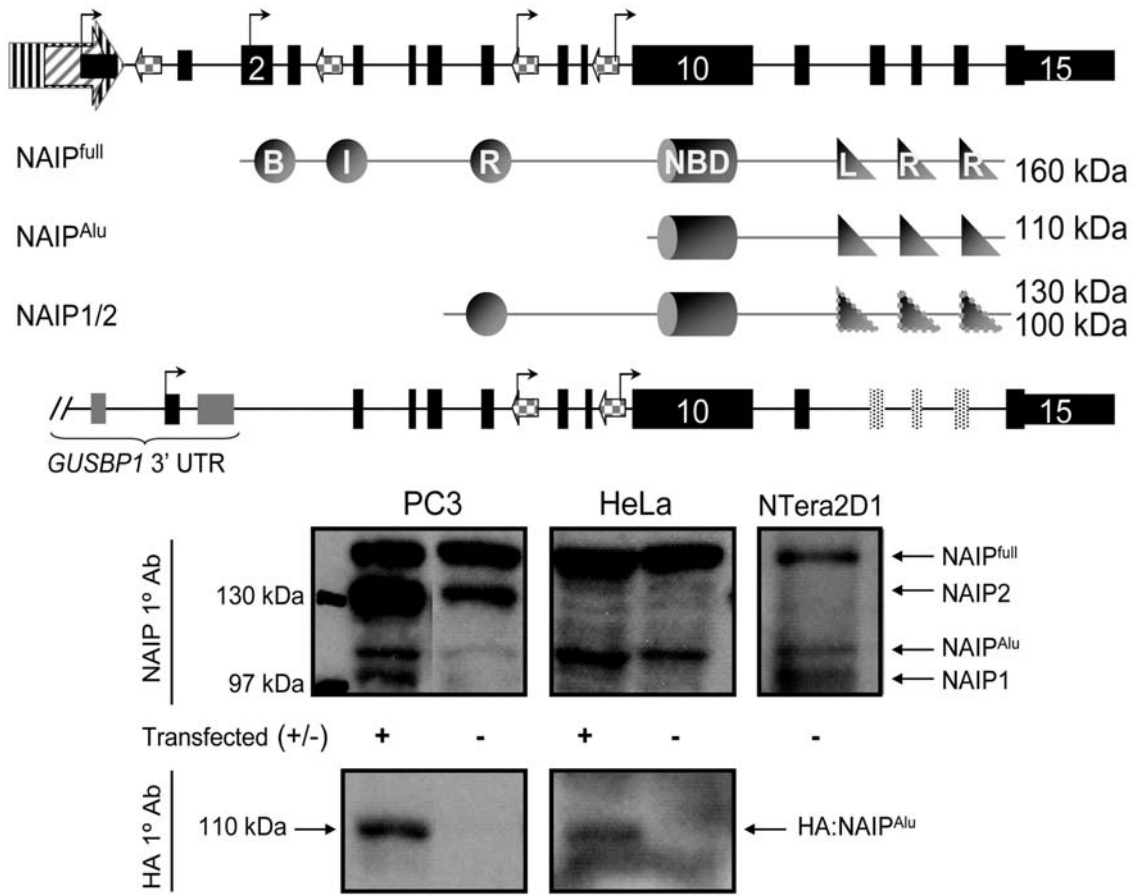 2 10 15
NAIPfull B I R NBD L R R 160 kDa
NAIPAlu 110 kDa
NAIP1/2 130 kDa
100 kDa
10 15
GUSBP1 3' UTR
PC3 HeLa NTera2D1
NAIP 1º Ab
130 kDa
97 kDa
NAIPfull
NAIP2
NAIPAlu
NAIP1
Transfected (+/-) + - + - -
HA 1º Ab
110 kDa HA:NAIPAlu